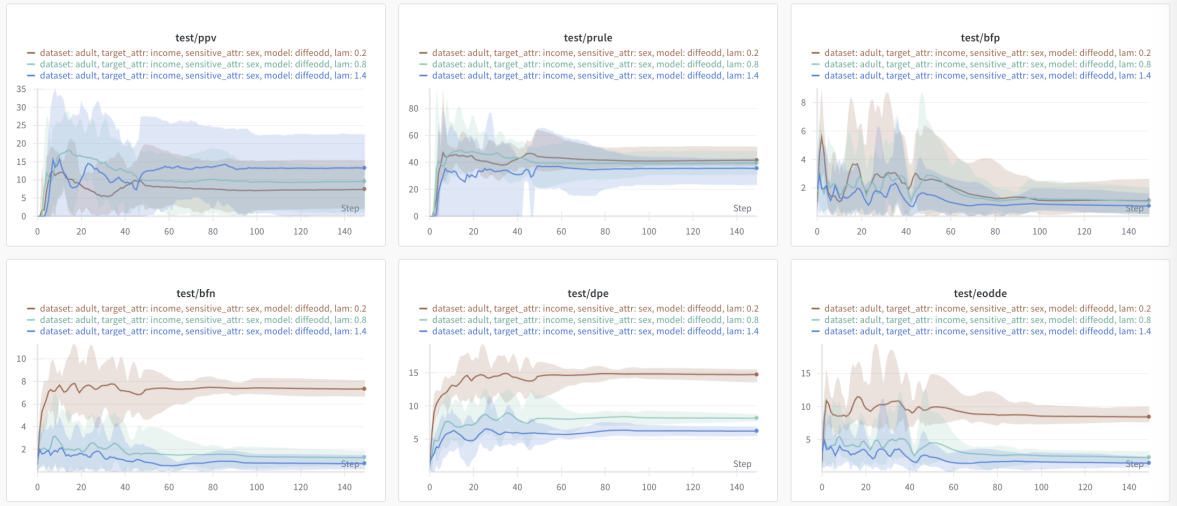 test/ppv
dataset: adult, target_attr: income, sensitive_attr: sex, model: diffeodd, lam: 0.2
dataset: adult, target_attr: income, sensitive_attr: sex, model: diffeodd, lam: 0.8
dataset: adult, target_attr: income, sensitive_attr: sex, model: diffeodd, lam: 1.4
35
30
25
20
15
10
5
0
Step
0 20 40 60 80 100 120 140
test/prule
dataset: adult, target_attr: income, sensitive_attr: sex, model: diffeodd, lam: 0.2
dataset: adult, target_attr: income, sensitive_attr: sex, model: diffeodd, lam: 0.8
dataset: adult, target_attr: income, sensitive_attr: sex, model: diffeodd, lam: 1.4
80
60
40
20
0
Step
0 20 40 60 80 100 120 140
test/bfp
dataset: adult, target_attr: income, sensitive_attr: sex, model: diffeodd, lam: 0.2
dataset: adult, target_attr: income, sensitive_attr: sex, model: diffeodd, lam: 0.8
dataset: adult, target_attr: income, sensitive_attr: sex, model: diffeodd, lam: 1.4
8
6
4
2
Step
0 20 40 60 80 100 120 140
test/bfn
dataset: adult, target_attr: income, sensitive_attr: sex, model: diffeodd, lam: 0.2
dataset: adult, target_attr: income, sensitive_attr: sex, model: diffeodd, lam: 0.8
dataset: adult, target_attr: income, sensitive_attr: sex, model: diffeodd, lam: 1.4
10
8
6
4
2
Step
0 20 40 60 80 100 120 140
test/dpe
dataset: adult, target_attr: income, sensitive_attr: sex, model: diffeodd, lam: 0.2
dataset: adult, target_attr: income, sensitive_attr: sex, model: diffeodd, lam: 0.8
dataset: adult, target_attr: income, sensitive_attr: sex, model: diffeodd, lam: 1.4
15
10
5
Step
0 20 40 60 80 100 120 140
test/eodde
dataset: adult, target_attr: income, sensitive_attr: sex, model: diffeodd, lam: 0.2
dataset: adult, target_attr: income, sensitive_attr: sex, model: diffeodd, lam: 0.8
dataset: adult, target_attr: income, sensitive_attr: sex, model: diffeodd, lam: 1.4
15
10
5
Step
0 20 40 60 80 100 120 140